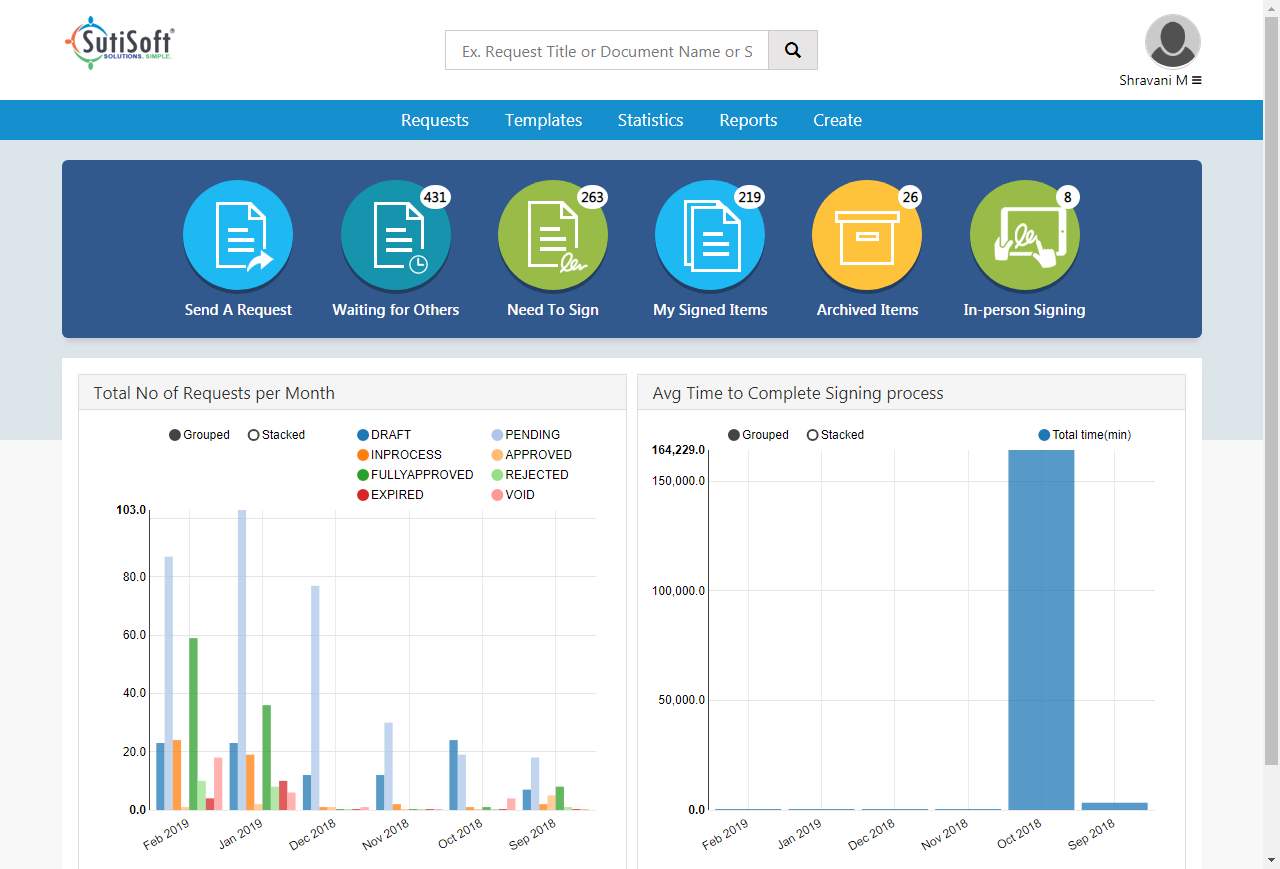 SutiSoft®
SOLUTIONS. SIMPLE.
Ex. Request Title or Document Name or S
Shravani M
Requests Templates Statistics Reports Create
431 263 219 26 8
Send A Request Waiting for Others Need To Sign My Signed Items Archived Items In-person Signing
Total No of Requests per Month
Grouped Stacked DRAFT PENDING
INPROCESS APPROVED
FULLYAPPROVED REJECTED
EXPIRED VOID
103.0
80.0
60.0
40.0
20.0
0.0
Feb 2019 Jan 2019 Dec 2018 Nov 2018 Oct 2018 Sep 2018
Avg Time to Complete Signing process
Grouped Stacked Total time(min)
164,229.0
150,000.0
100,000.0
50,000.0
0.0
Feb 2019 Jan 2019 Dec 2018 Nov 2018 Oct 2018 Sep 2018